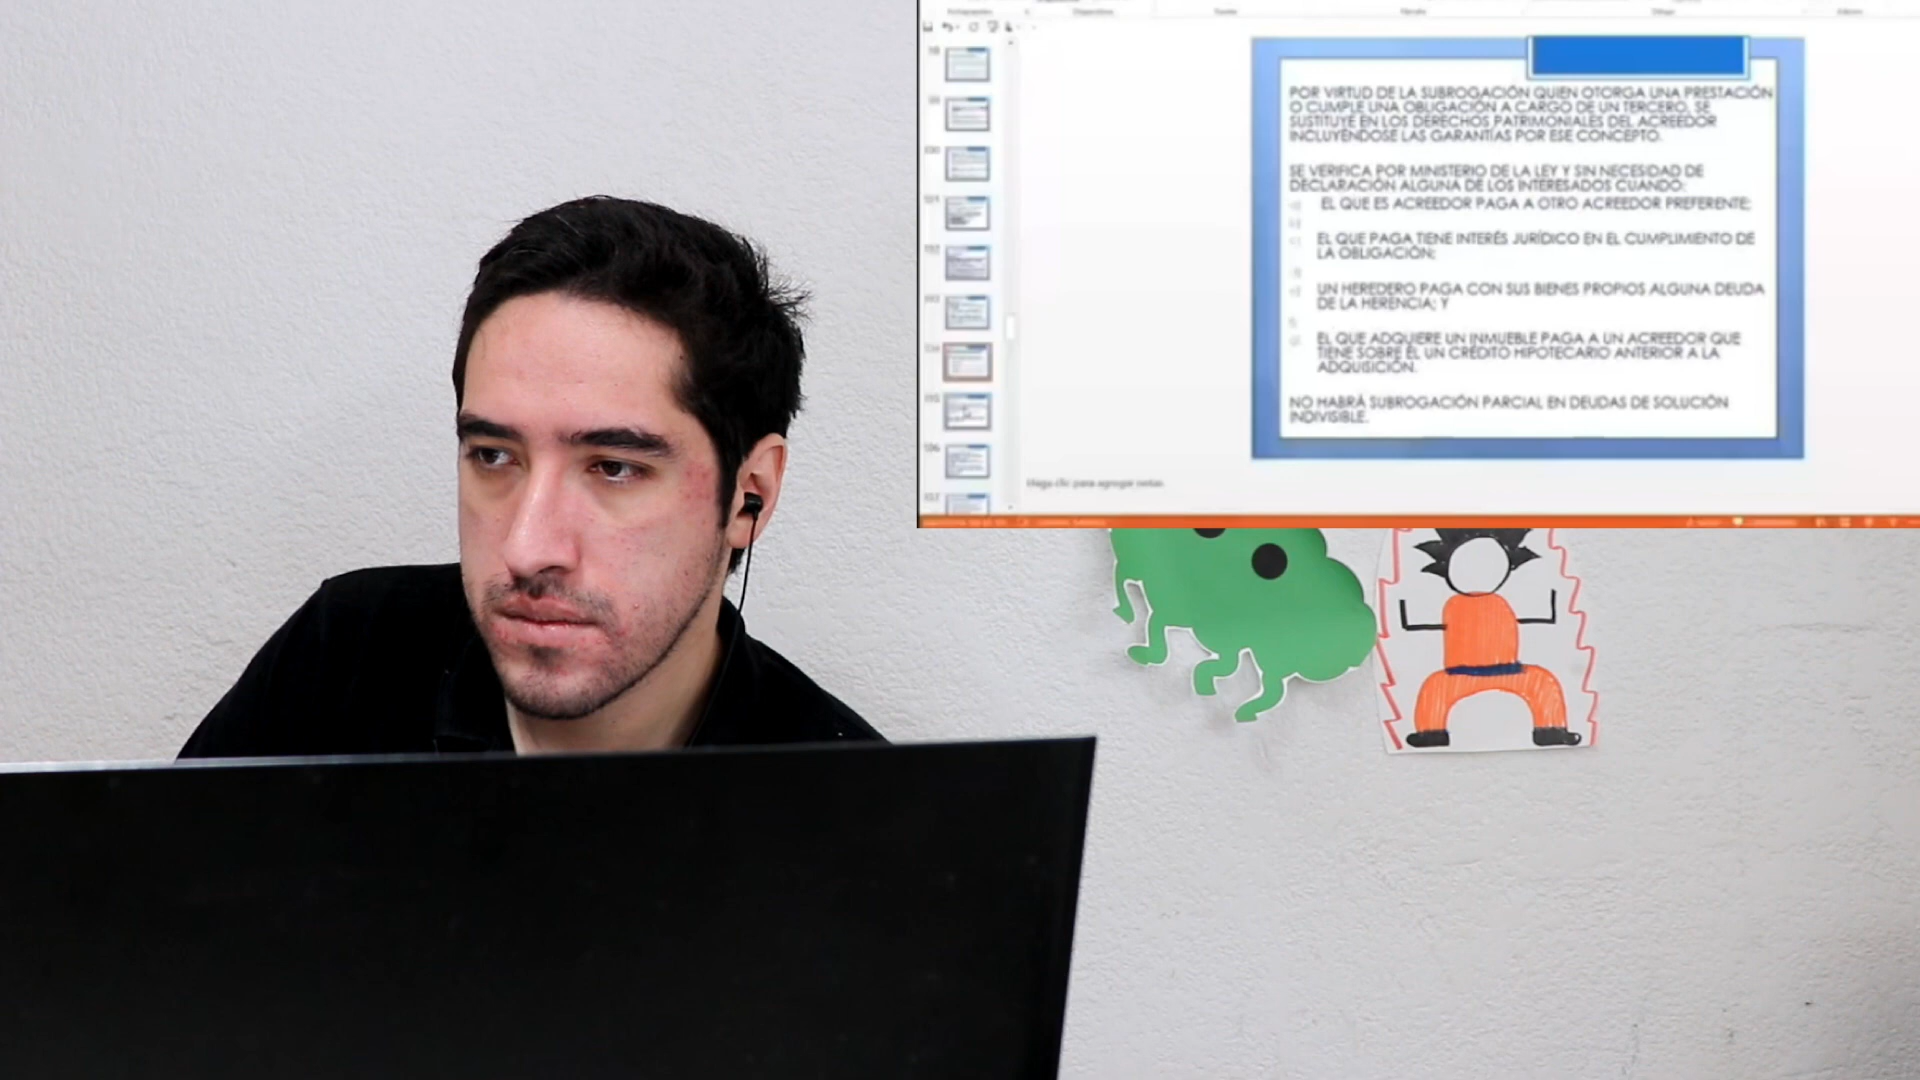 POR VIRTUD DE LA SUBROGACIÓN QUIEN OTORGA UNA PRESTACIÓN
O CUMPLE UNA OBLIGACIÓN A CARGO DE UN TERCERO, SE
SUSTITUYE EN LOS DERECHOS PATRIMONIALES DEL ACREEDOR
INCLUYÉNDOSE LAS GARANTÍAS POR ESE CONCEPTO.
SE VERIFICA POR MINISTERIO DE LA LEY Y SIN NECESIDAD DE
DECLARACIÓN ALGUNA DE LOS INTERESADOS CUANDO:
EL QUE ES ACREEDOR PAGA A OTRO ACREEDOR PREFERENTE;
EL QUE PAGA TIENE INTERÉS JURÍDICO EN EL CUMPLIMIENTO DE
LA OBLIGACIÓN;
UN HEREDERO PAGA CON SUS BIENES PROPIOS ALGUNA DEUDA
DE LA HERENCIA; Y
EL QUE ADQUIERE UN INMUEBLE PAGA A UN ACREEDOR QUE
TIENE SOBRE ÉL UN CRÉDITO HIPOTECARIO ANTERIOR A LA
ADQUISICIÓN.
NO HABRÁ SUBROGACIÓN PARCIAL EN DEUDAS DE SOLUCIÓN
INDIVISIBLE.
Haga clic para agregar notas